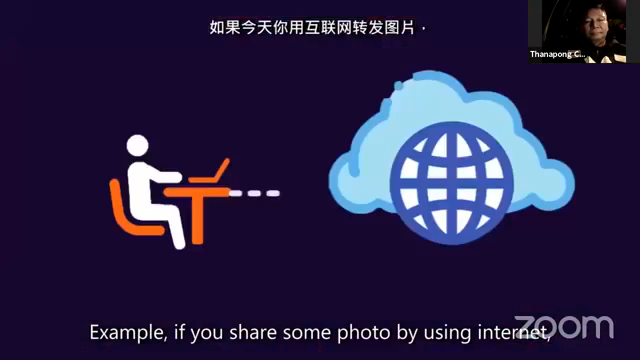 如果今天你用互联网转发图片，
Thanapong C...
Example, if you share some photo by using internet,
zoom